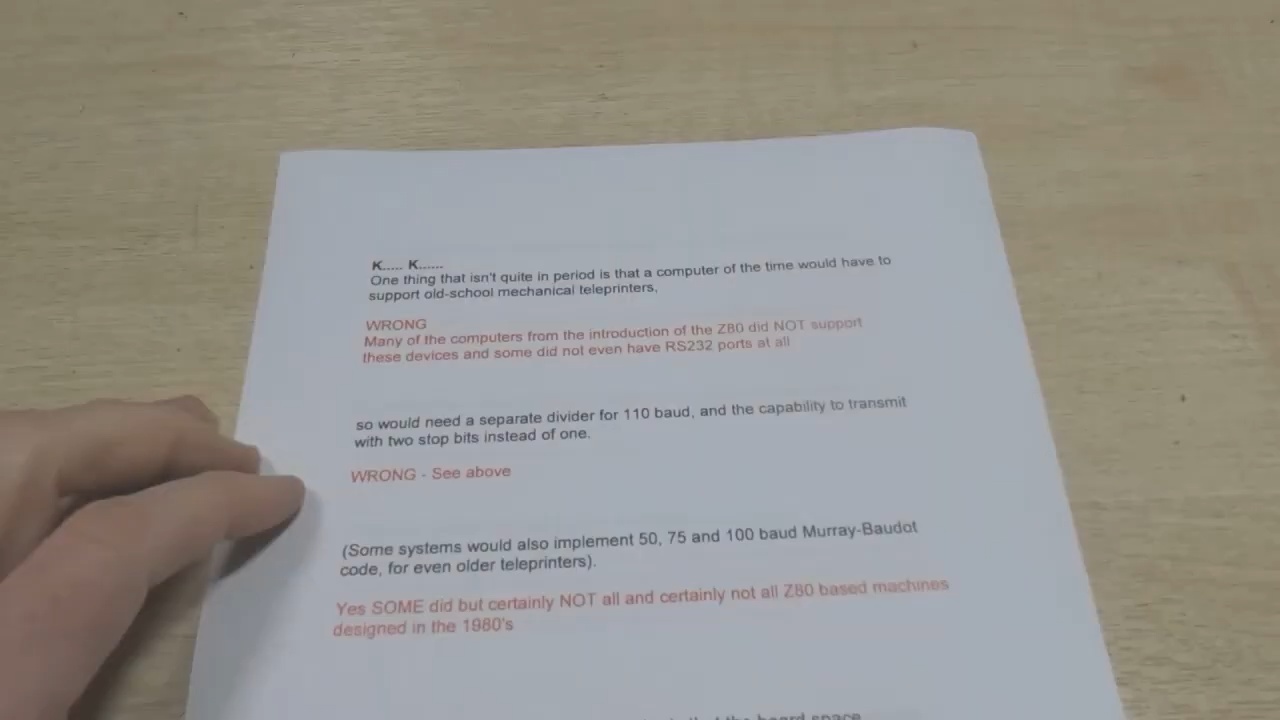 K..... K......
One thing that isn't quite in period is that a computer of the time would have to
support old-school mechanical teleprinters,
WRONG
Many of the computers from the introduction of the Z80 did NOT support
these devices and some did not even have RS232 ports at all
so would need a separate divider for 110 baud, and the capability to transmit
with two stop bits instead of one.
WRONG - See above
(Some systems would also implement 50, 75 and 100 baud Murray-Baudot
code, for even older teleprinters).
Yes SOME did but certainly NOT all and certainly not all Z80 based machines
designed in the 1980's
the board space